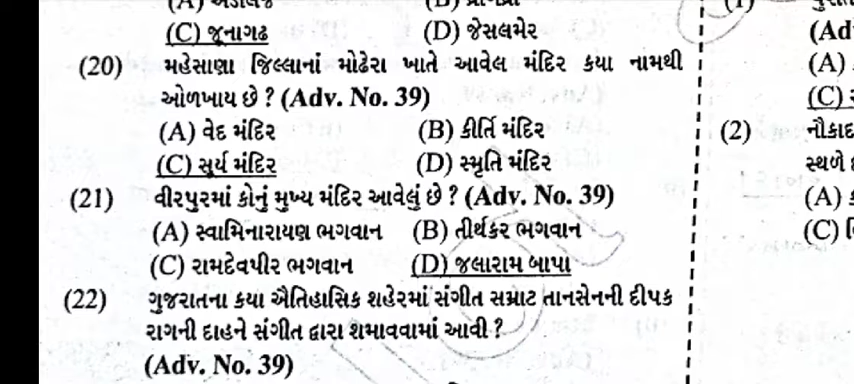 (C) જૂનાગઢ (D) જેસલમેર
(20) મહેસાણા જિલ્લાનાં મોઢેરા ખાતે આવેલ મંદિર કયા નામથી
ઓળખાય છે ? (Adv. No. 39)
(A) વેદ મંદિર (B) કીર્તિ મંદિર
(C) સૂર્ય મંદિર (D) સ્મૃતિ મંદિર
(21) વીરપુરમાં કોનું મુખ્ય મંદિર આવેલું છે ? (Adv. No. 39)
(A) સ્વામિનારાયણ ભગવાન (B) તીર્થંકર ભગવાન
(C) રામદેવપીર ભગવાન (D) જલારામ બાપા
(22) ગુજરાતના કયા ઐતિહાસિક શહેરમાં સંગીત સમ્રાટ તાનસેનની દીપક
રાગની દાહને સંગીત દ્વારા શમાવવામાં આવી ?
(Adv. No. 39)
(Ad
(A)
(C)
(2) નૌકાદ
સ્થળે
(A)
(C)